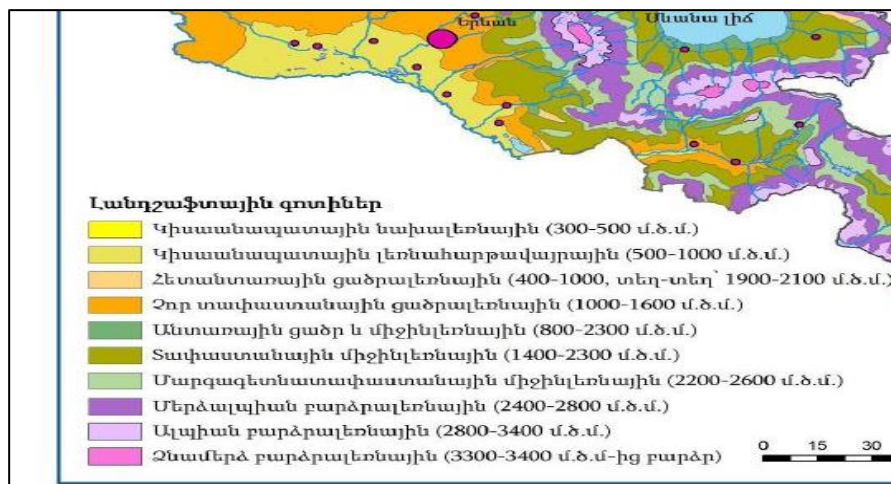 Երևան
Սևանա լիճ
Լանդշաֆտային գոտիներ
Կիսաանապատային նախալեռնային (300-500 մ.ծ.մ.)
Կիսաանապատային լեռնահարթավայրային (500-1000 մ.ծ.մ.)
Հետանտառային ցածրալեռնային (400-1000, տեղ-տեղ՝ 1900-2100 մ.ծ.մ.)
Չոր տափաստանային ցածրալեռնային (1000-1600 մ.ծ.մ.)
Անտառային ցածր և միջինլեռնային (800-2300 մ.ծ.մ.)
Տափաստանային միջինլեռնային (1400-2300 մ.ծ.մ.)
Մարգագետնատափաստանային միջինլեռնային (2200-2600 մ.ծ.մ.)
Մերձալպիան բարձրալեռնային (2400-2800 մ.ծ.մ.)
Ալպիան բարձրալեռնային (2800-3400 մ.ծ.մ.)
Ձնամերձ բարձրալեռնային (3300-3400 մ.ծ.մ-ից բարձր)
0 15 30